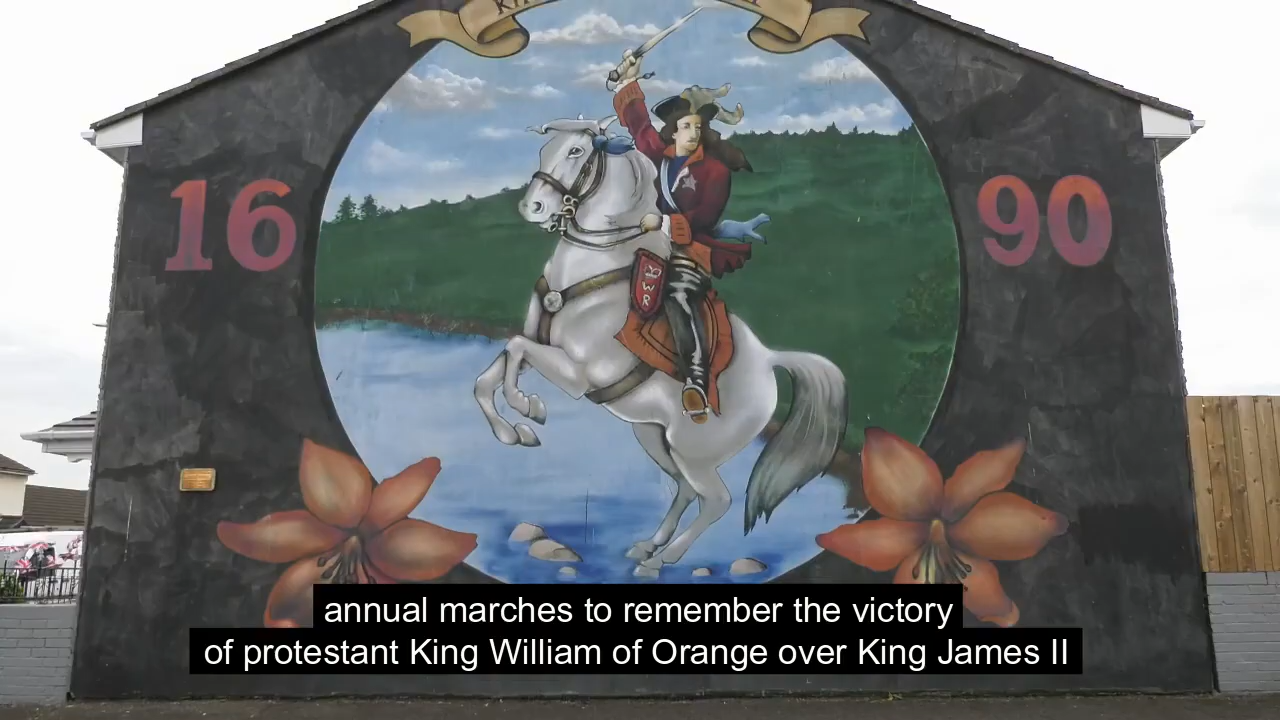 16
90
WR
annual marches to remember the victory
of protestant King William of Orange over King James II